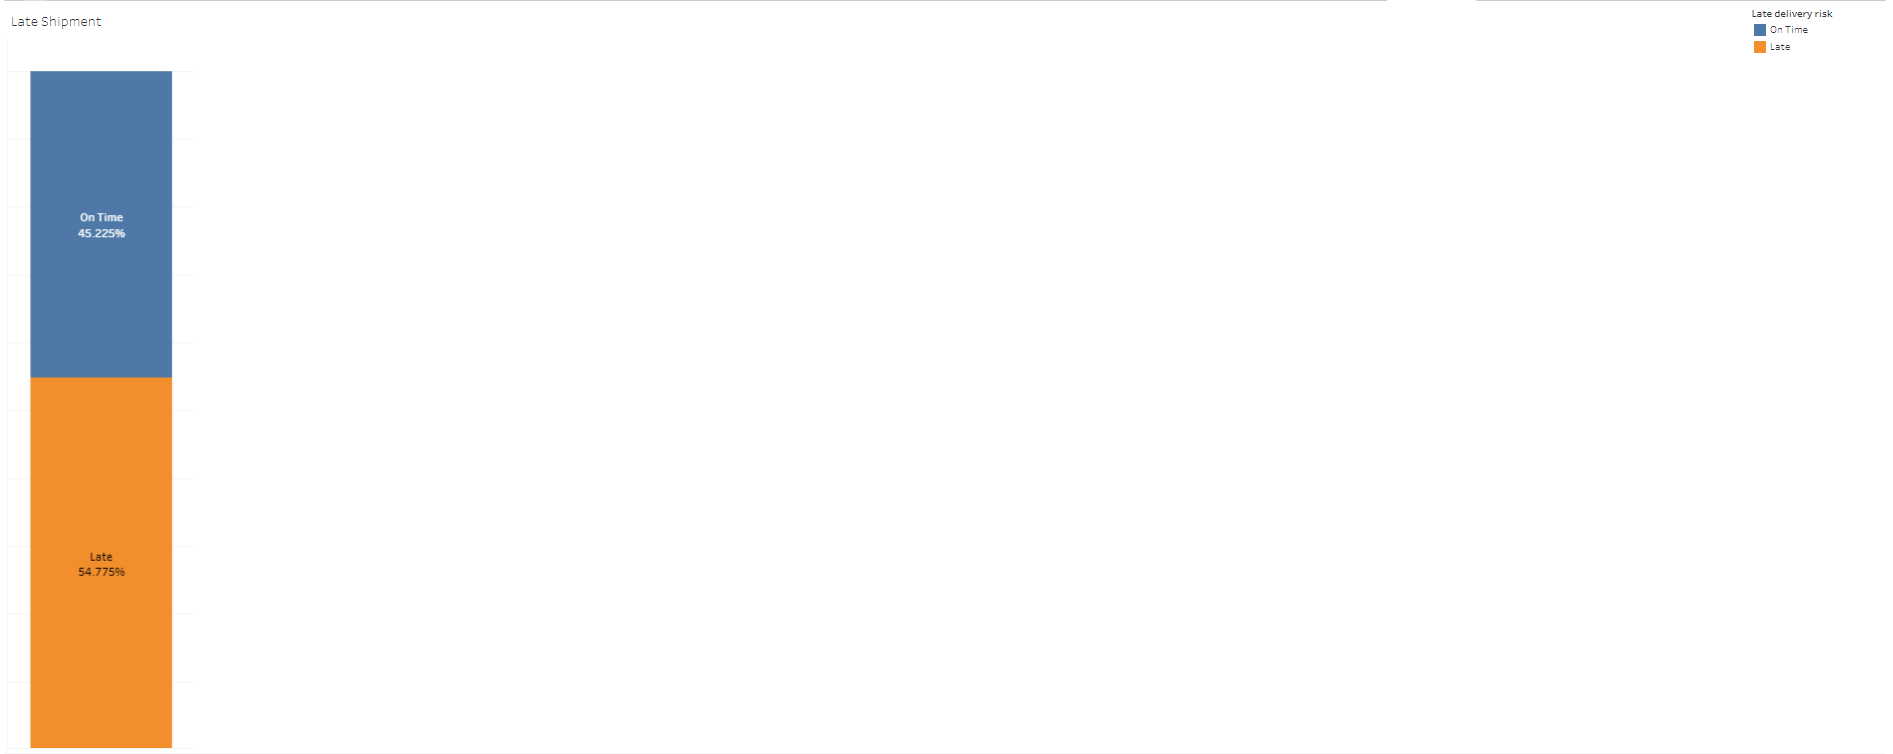 Late Shipment
Late delivery risk
On Time
Late
On Time
45.225%
Late
54.775%